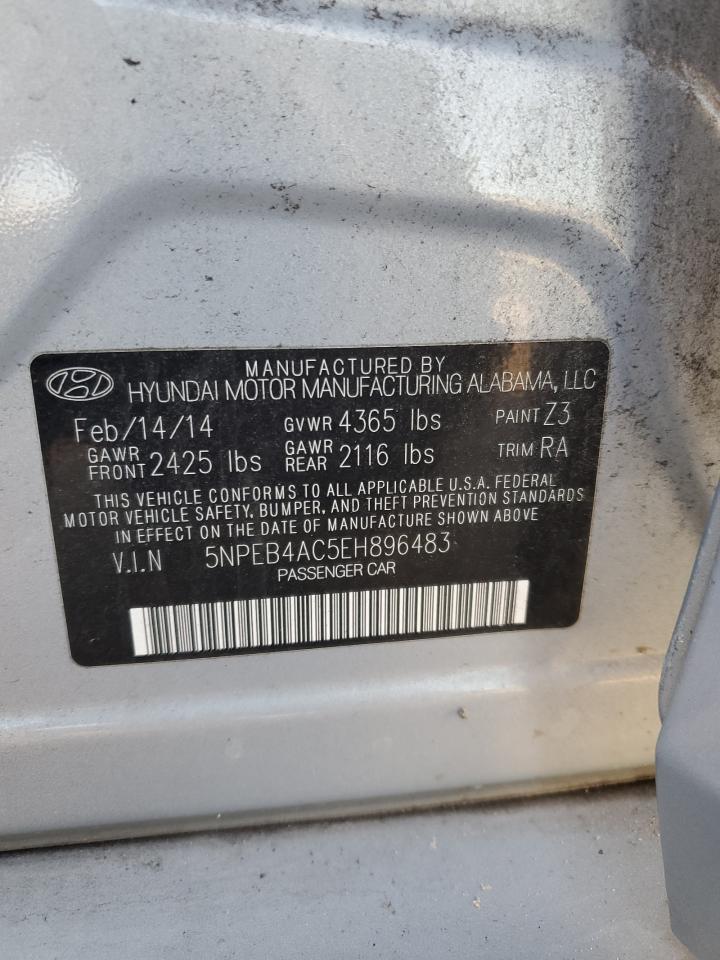 MANUFACTURED BY
HYUNDAI MOTOR MANUFACTURING ALABAMA, LLC
Feb/14/14 GVWR 4365 lbs PAINT Z3
GAWR FRONT 2425 lbs GAWR REAR 2116 lbs TRIM RA
THIS VEHICLE CONFORMS TO ALL APPLICABLE U.S.A. FEDERAL
MOTOR VEHICLE SAFETY, BUMPER, AND THEFT PREVENTION STANDARDS
IN EFFECT ON THE DATE OF MANUFACTURE SHOWN ABOVE
V.I.N 5NPEB4AC5EH896483
PASSENGER CAR